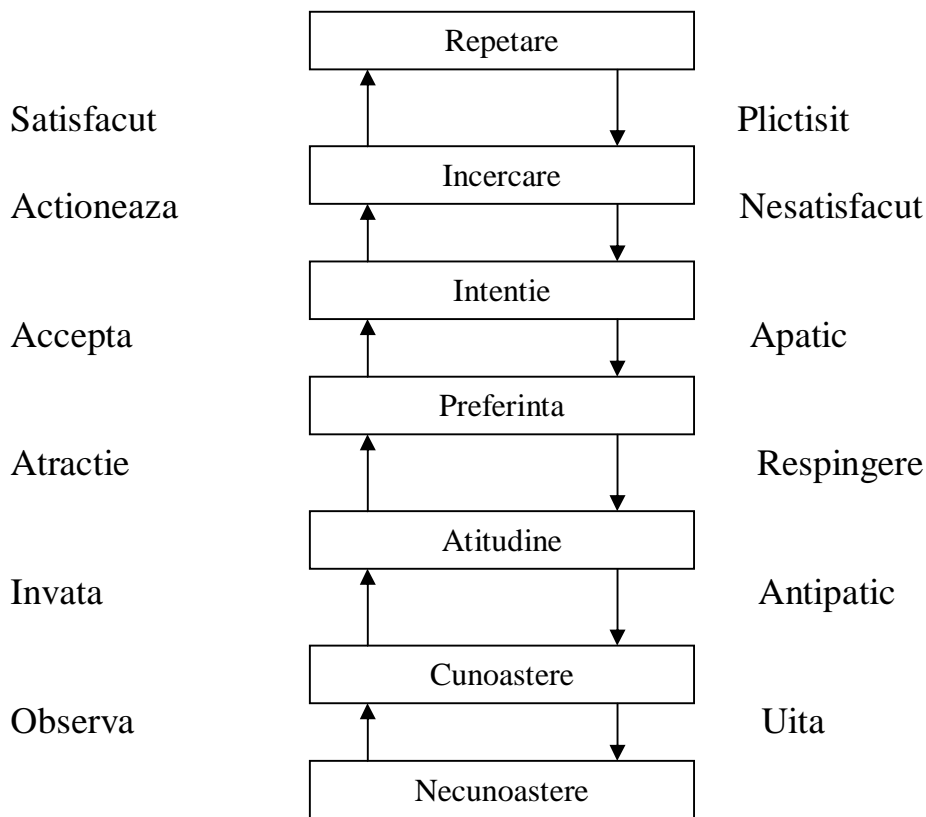 Repetare
Satisfacut
Plictisit
Incercare
Actioneaza
Nesatisfacut
Intentie
Accepta
Apatic
Preferinta
Atractie
Respingere
Atitudine
Invata
Antipatic
Cunoastere
Observa
Uita
Necunoastere